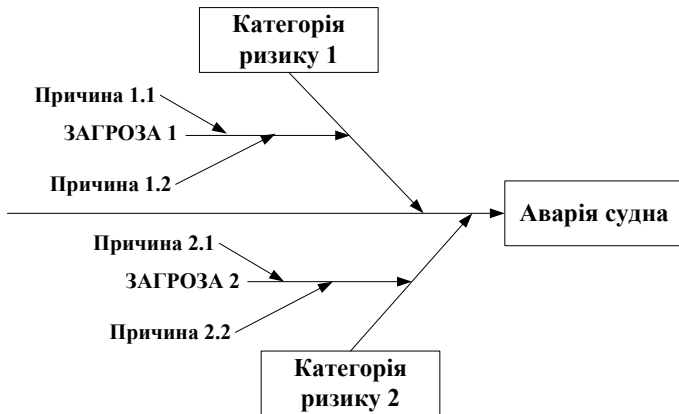 Категорія
ризику 1
Причина 1.1
ЗАГРОЗА 1
Причина 1.2
Аварія судна
Причина 2.1
ЗАГРОЗА 2
Причина 2.2
Категорія
ризику 2